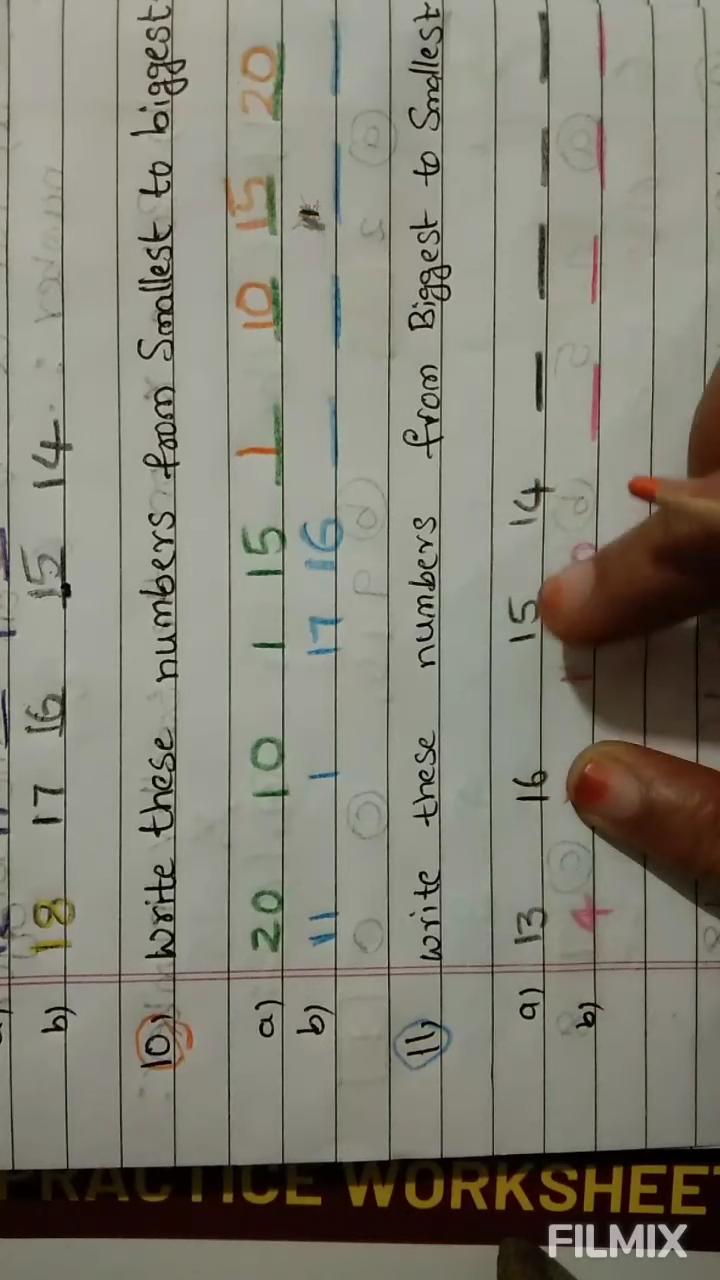 b) 18 17 16 15 14
10) Write these numbers from Smallest to biggest
a) 20 10 1 15 1 10 15 20
b) 11 1 17 16
11) write these numbers from Biggest to Smallest
a) 13 16 15 14
b) 4
PRACTICE WORKSHEET
FILMIX